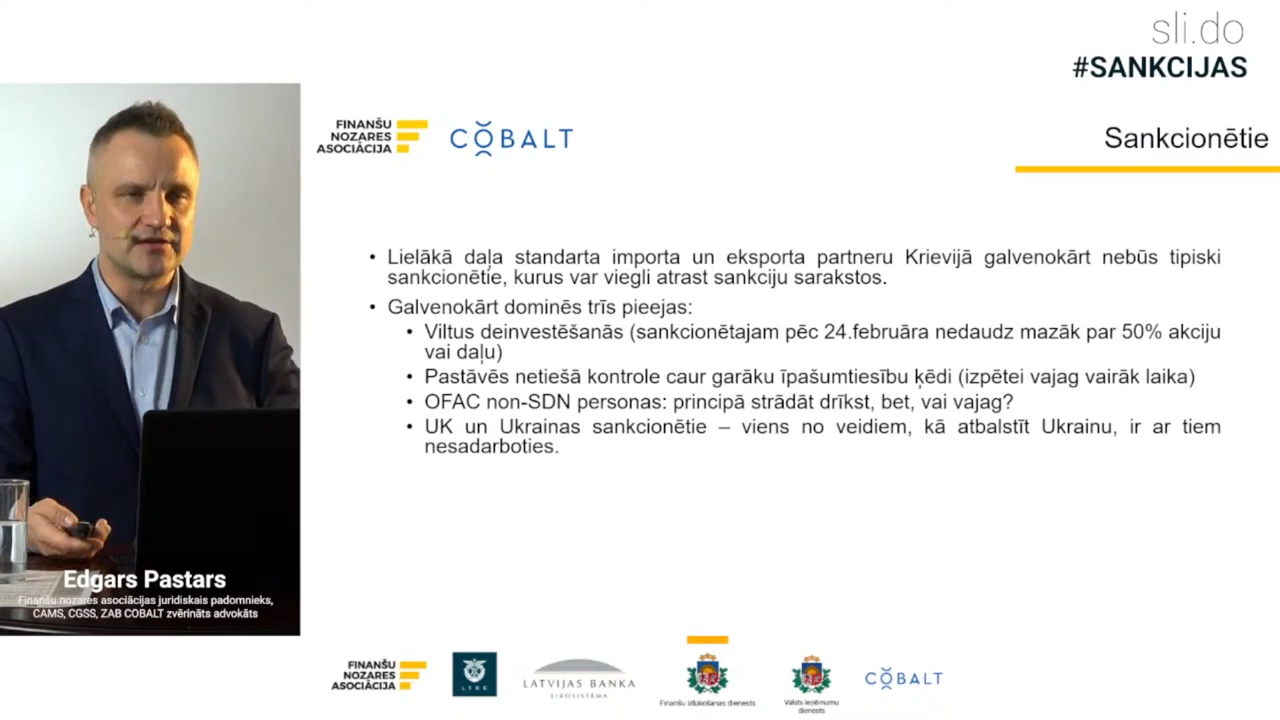 sli.do
#SANKCIJAS
FINANŠU
NOZARES
ASOCIĀCIJA
COBALT
Sankcionētie
• Lielākā daļa standarta importa un eksporta partneru Krievijā galvenokārt nebūs tipiski
sankcionētie, kurus var viegli atrast sankciju sarakstos.
• Galvenokārt dominēs trīs pieejas:
• Viltus deinvestēšanās (sankcionētajam pēc 24.februāra nedaudz mazāk par 50% akciju
vai daļu)
• Pastāvēs netiešā kontrole caur garāku īpašumtiesību ķēdi (izpētei vajag vairāk laika)
• OFAC non-SDN personas: principā strādāt drīkst, bet, vai vajag?
• UK un Ukrainas sankcionētie – viens no veidiem, kā atbalstīt Ukrainu, ir ar tiem
nesadarboties.
Edgars Pastars
Finanšu nozares asociācijas juridiskais padomnieks,
CAMS, CGSS, ZAB COBALT zvērināts advokāts
FINANŠU
NOZARES
ASOCIĀCIJA
LTRK
LATVIJAS BANKA
EIROSISTĒMA
Finanšu izlūkošanas dienests
Valsts ieņēmumu
dienests
COBALT